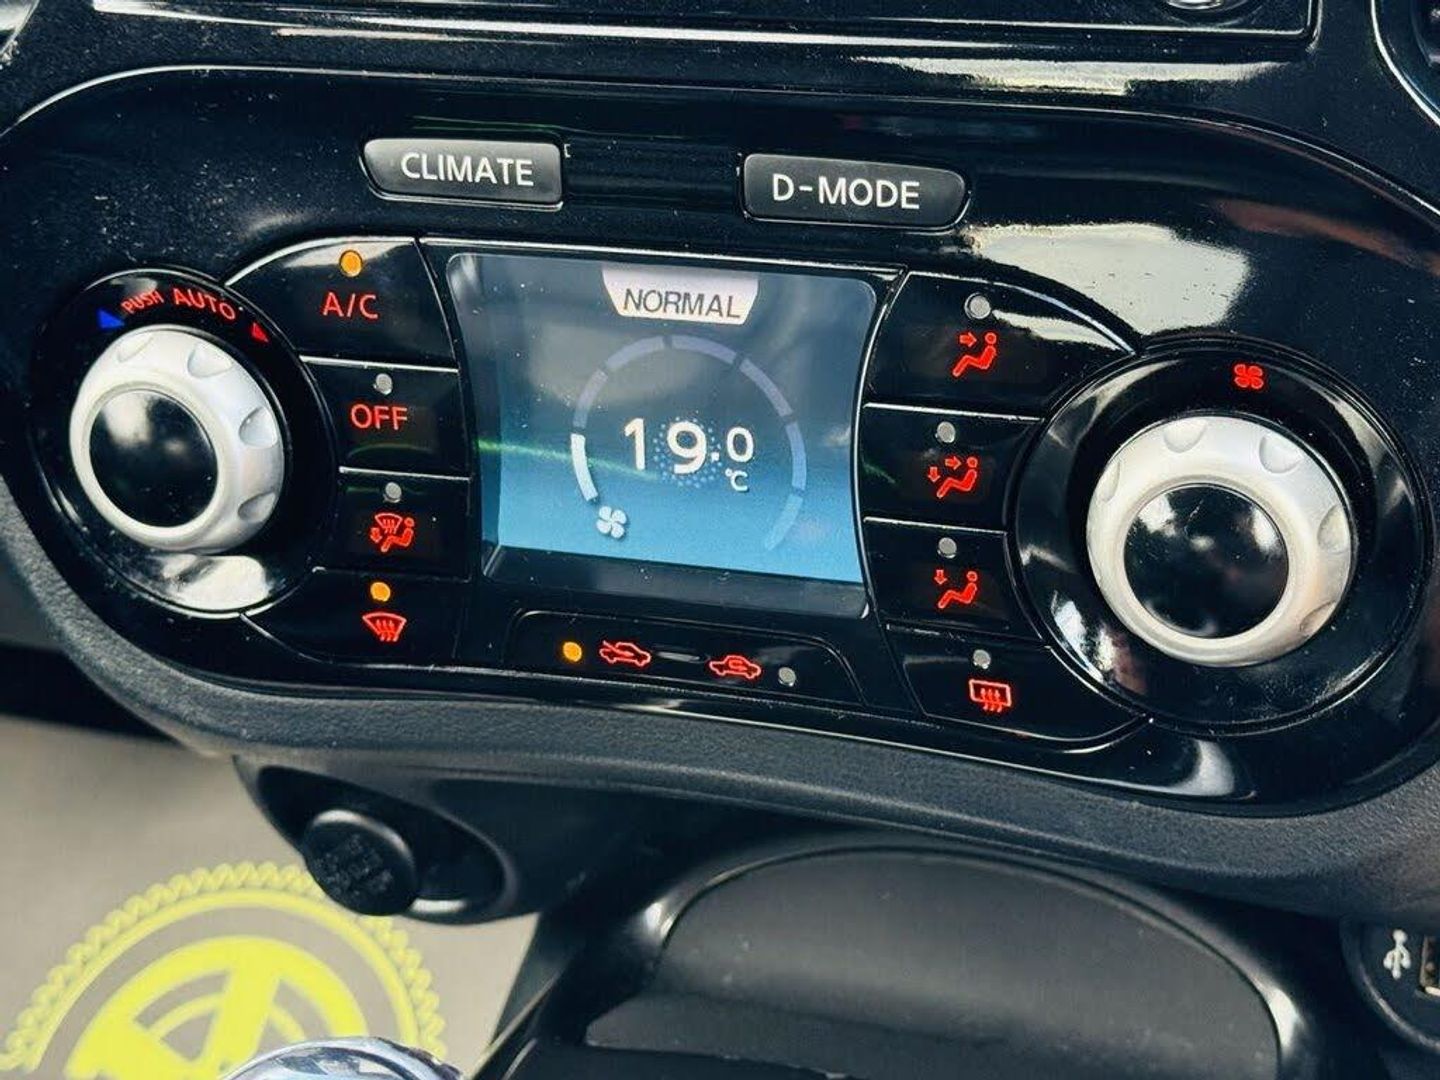 CLIMATE
D-MODE
PUSH AUTO
A/C
NORMAL
OFF
19.0
°C